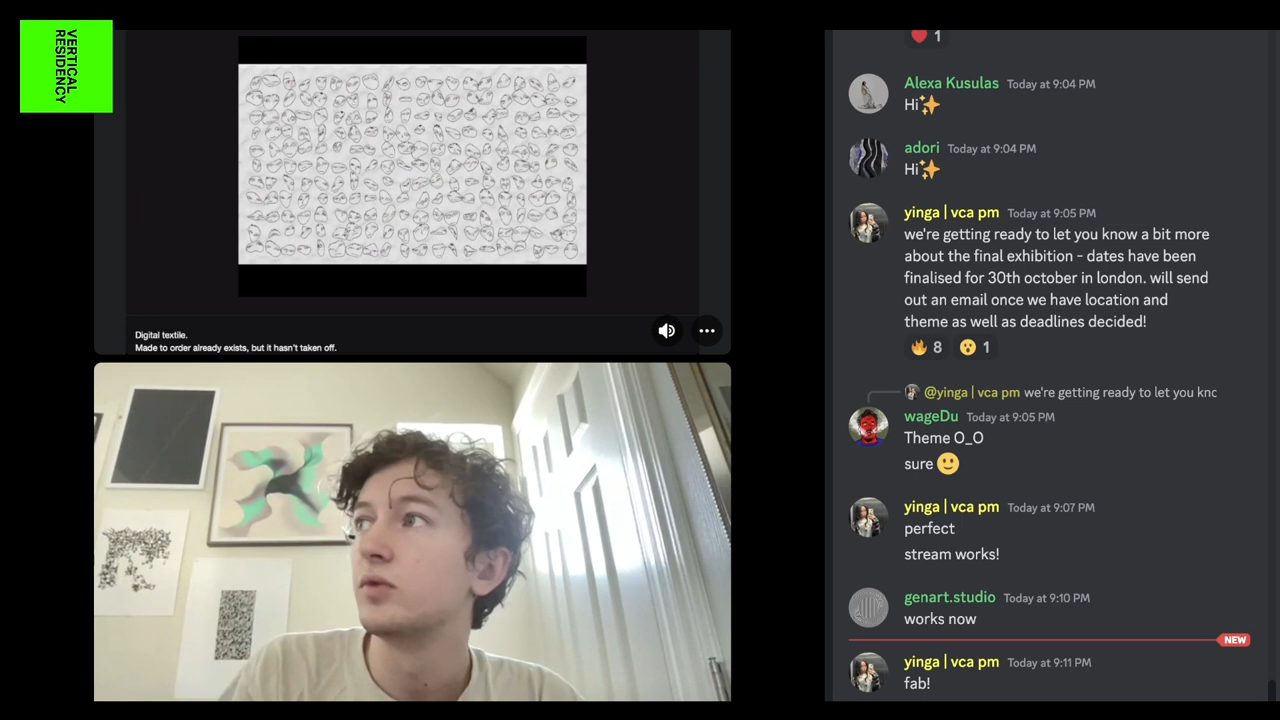 VERTICAL
RESIDENCY
Digital textile.
Made to order already exists, but it hasn't taken off.
1
Alexa Kusulas Today at 9:04 PM
Hi✨
adori Today at 9:04 PM
Hi✨
yinga | vca pm Today at 9:05 PM
we're getting ready to let you know a bit more
about the final exhibition - dates have been
finalised for 30th october in london. will send
out an email once we have location and
theme as well as deadlines decided!
🔥 8 😮 1
@yinga | vca pm we're getting ready to let you knc
wageDu Today at 9:05 PM
Theme O_O
sure 🙂
yinga | vca pm Today at 9:07 PM
perfect
stream works!
genart.studio Today at 9:10 PM
works now
NEW
yinga | vca pm Today at 9:11 PM
fab!